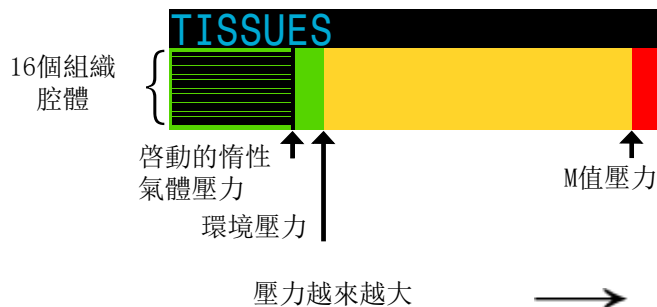 TISSUES
16個組織
腔體
啓動的惰性
氣體壓力
M值壓力
環境壓力
壓力越來越大